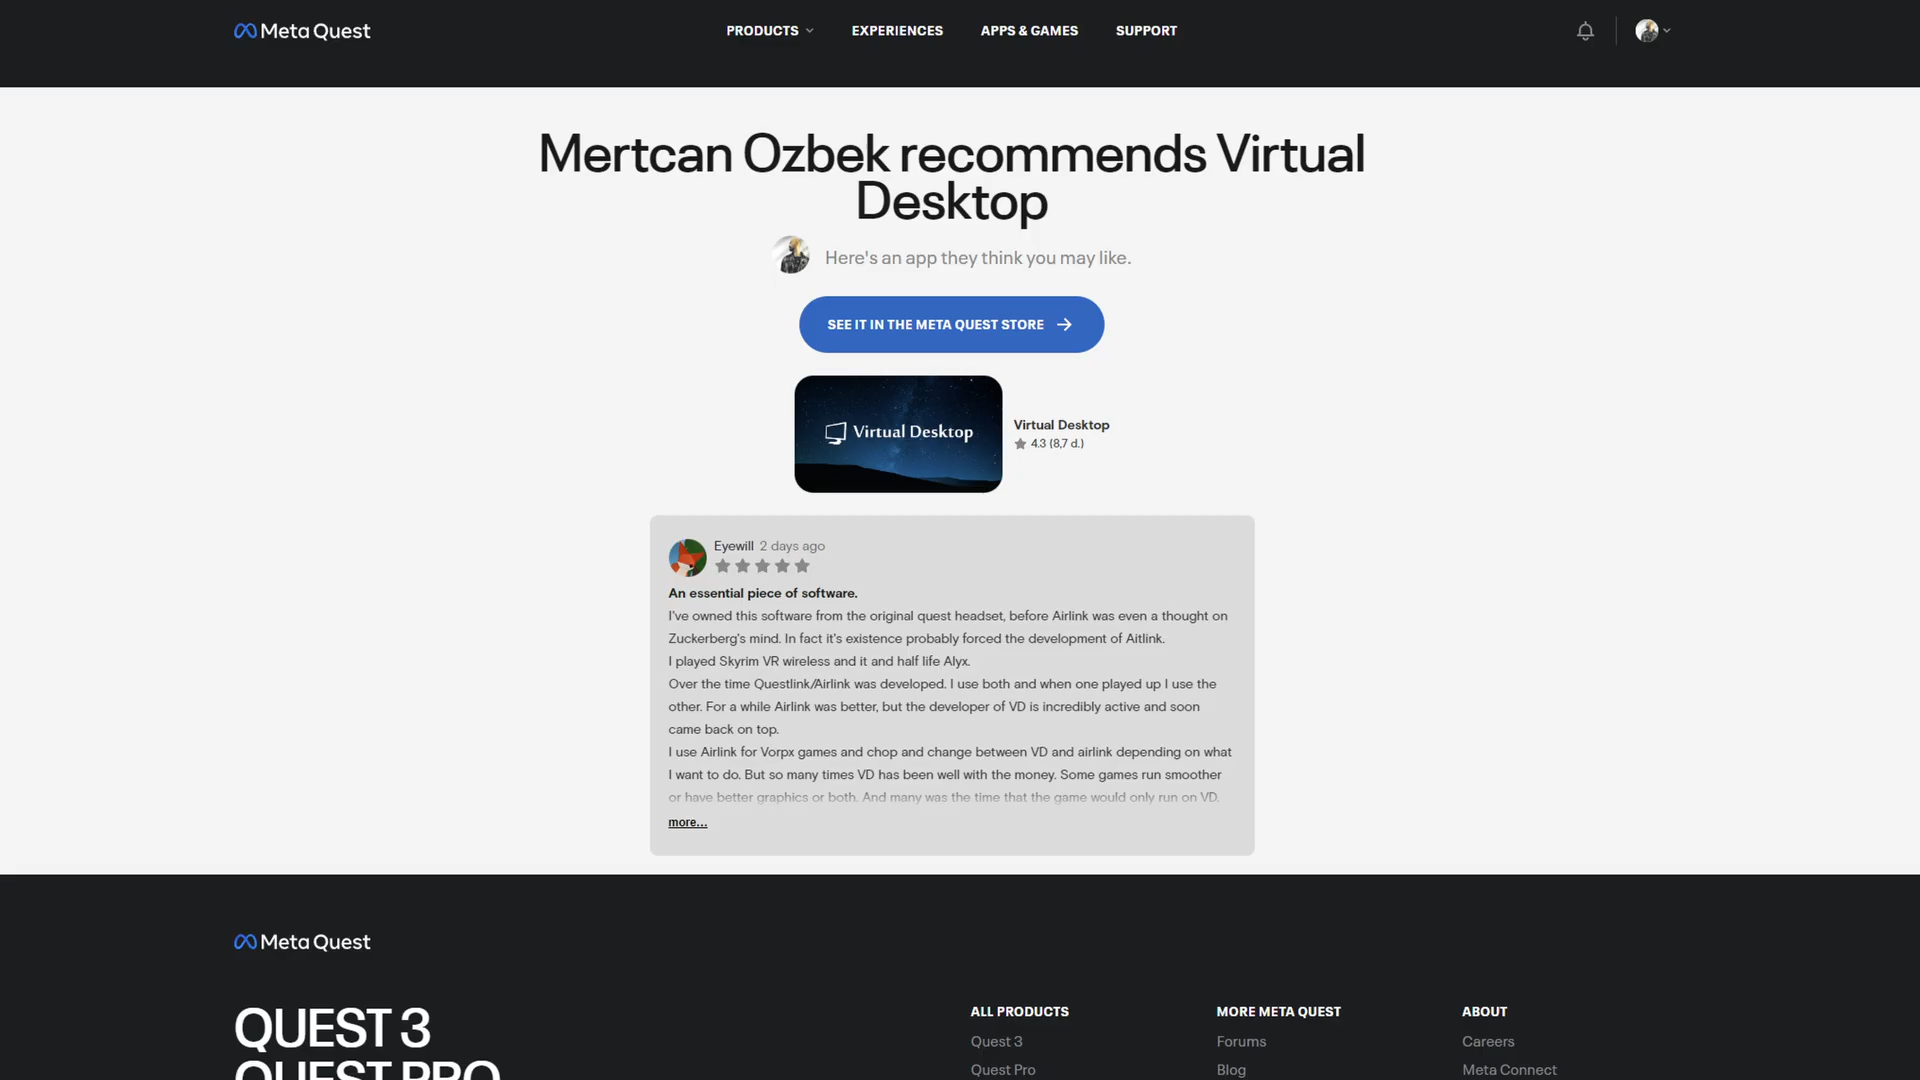 Meta Quest
PRODUCTS
EXPERIENCES
APPS & GAMES
SUPPORT
Mertcan Ozbek recommends Virtual
Desktop
Here's an app they think you may like.
SEE IT IN THE META QUEST STORE
Virtual Desktop
Virtual Desktop
4.3 (8,7 d.)
Eyewill 2 days ago
An essential piece of software.
I've owned this software from the original quest headset, before Airlink was even a thought on
Zuckerberg's mind. In fact it's existence probably forced the development of Aitlink.
I played Skyrim VR wireless and it and half life Alyx.
Over the time Questlink/Airlink was developed. I use both and when one played up I use the
other. For a while Airlink was better, but the developer of VD is incredibly active and soon
came back on top.
I use Airlink for Vorpx games and chop and change between VD and airlink depending on what
I want to do. But so many times VD has been well with the money. Some games run smoother
or have better graphics or both. And many was the time that the game would only run on VD.
more...
Meta Quest
QUEST 3
QUEST PRO
ALL PRODUCTS
Quest 3
Quest Pro
MORE META QUEST
Forums
Blog
ABOUT
Careers
Meta Connect